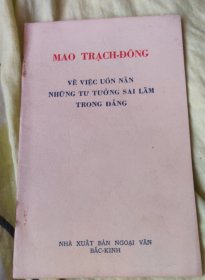 MAO TRẠCH-ĐÔNG
VỀ VIỆC UỐN NẮN
NHỮNG TƯ TƯỞNG SAI LẦM
TRONG ĐẢNG
NHÀ XUẤT BẢN NGOẠI VĂN
BẮC-KINH